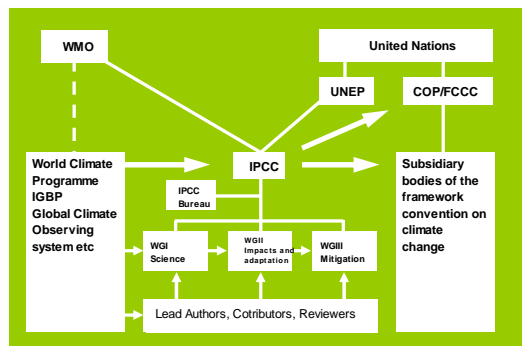 WMO
United Nations
UNEP
COP/FCCC
World Climate
Programme
IGBP
Global Climate
Observing
system etc
IPCC
Subsidiary
bodies of the
framework
convention on
climate
change
IPCC
Bureau
WGI
Science
WGII
Impacts and
adaptation
WGIII
Mitigation
Lead Authors, Cotributors, Reviewers